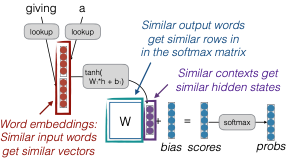 giving a
lookup lookup
Similar output words
get similar rows in
in the softmax matrix
tanh(
W₁*h + b₁)
Similar contexts get
similar hidden states
W + = softmax
bias scores probs
Word embeddings:
Similar input words
get similar vectors